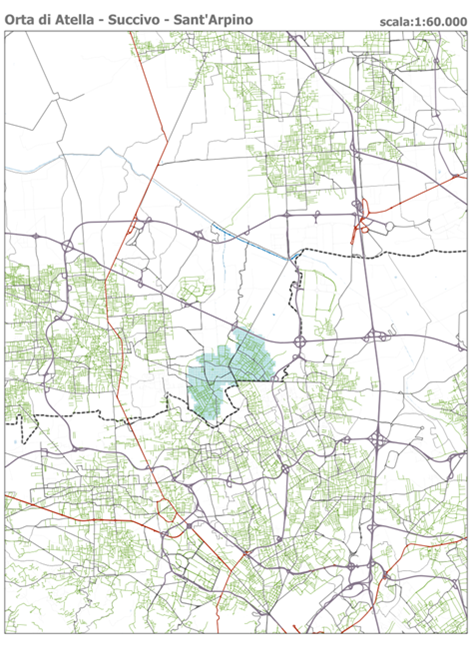 Orta di Atella - Succivo - Sant'Arpino
scala:1:60.000